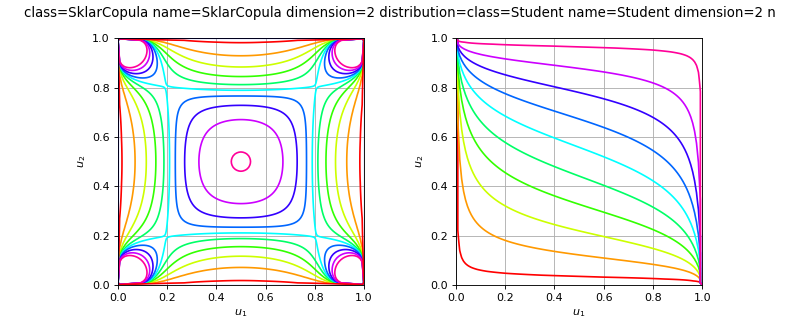 class=SklarCopula name=SklarCopula dimension=2 distribution=class=Student name=Student dimension=2 n
1.0 1.0
0.8 0.8
0.6 0.6
u2 u2
0.4 0.4
0.2 0.2
0.0 0.0
0.0 0.2 0.4 0.6 0.8 1.0 0.0 0.2 0.4 0.6 0.8 1.0
u1 u1